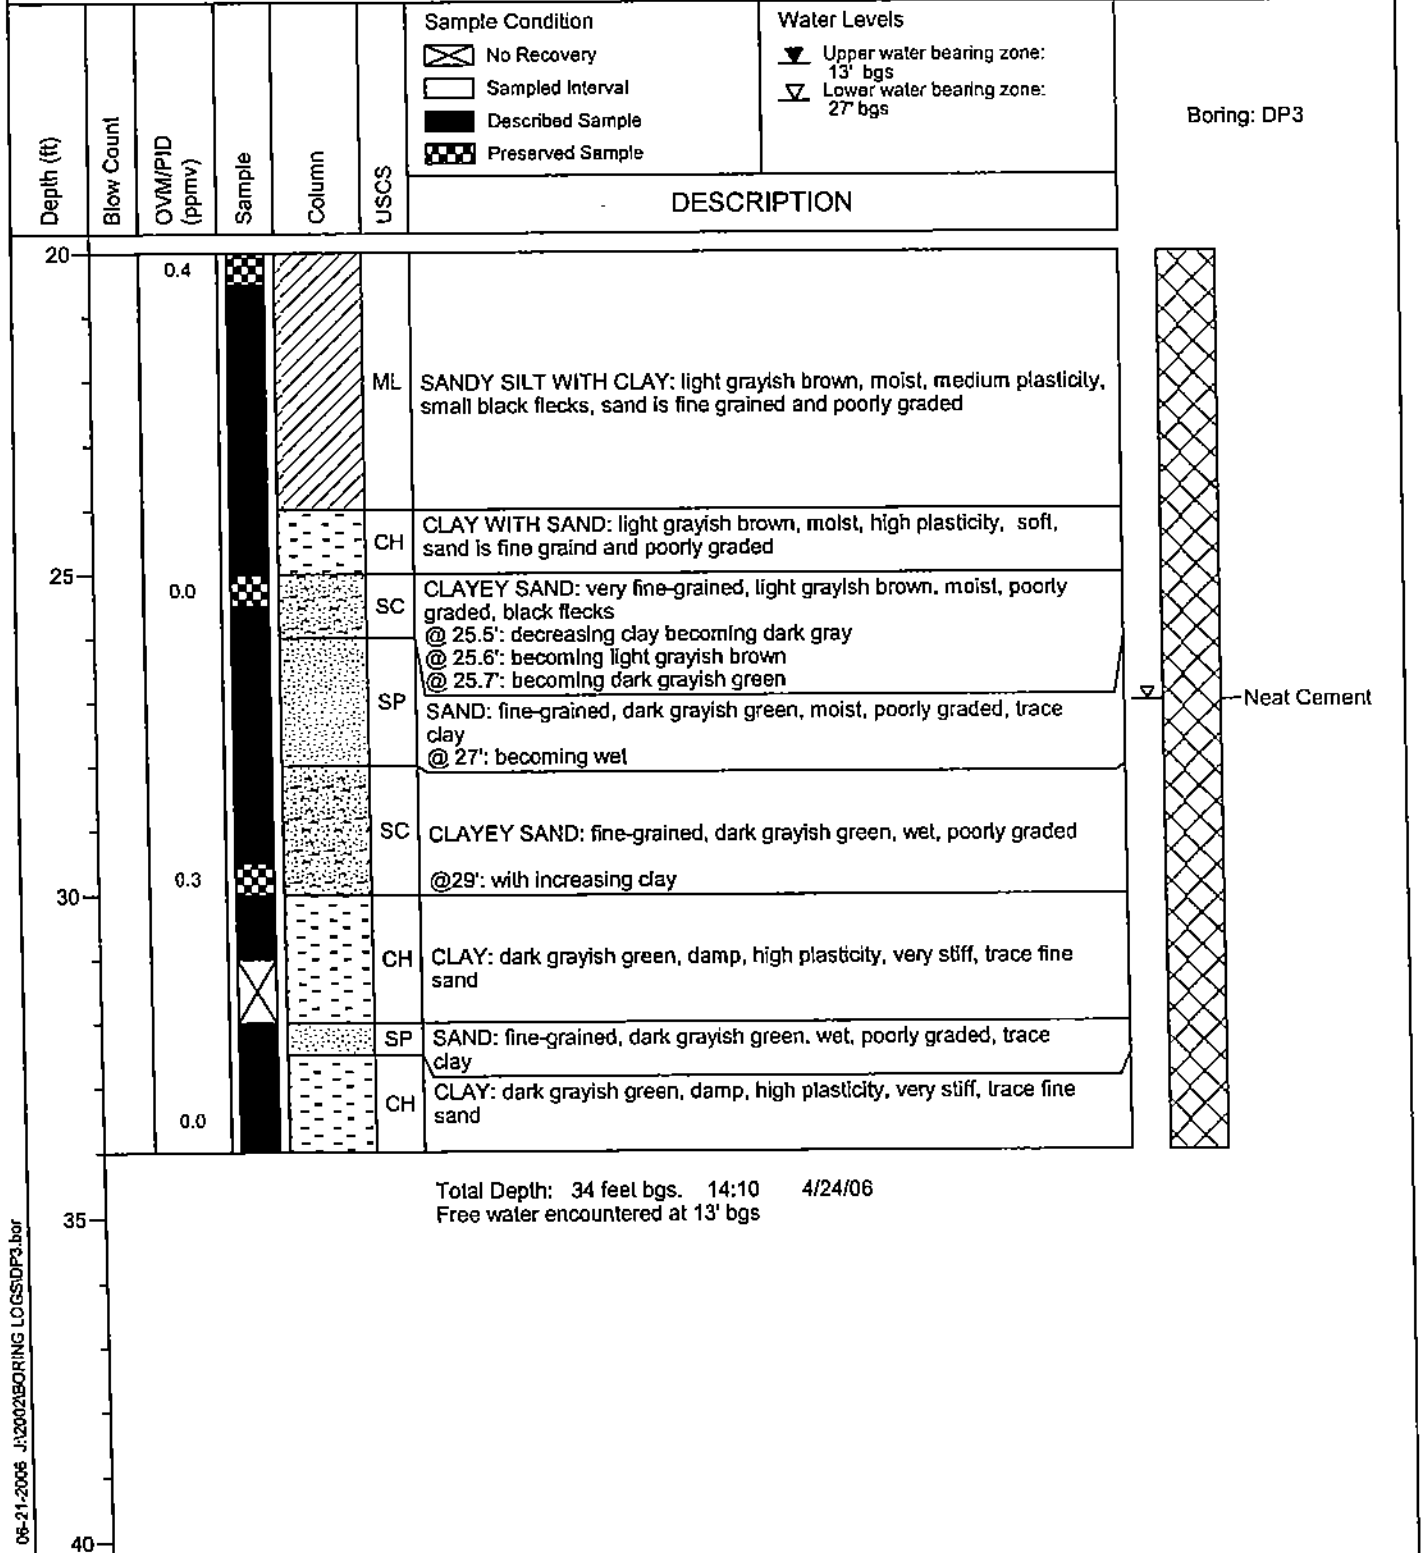 Sample Condition
No Recovery
Sampled Interval
Described Sample
Preserved Sample
Water Levels
Upper water bearing zone:
13' bgs
Lower water bearing zone:
27' bgs
Boring: DP3
Depth (ft)
Blow Count
OVM/PID
(ppmv)
Sample
Column
USCS
DESCRIPTION
20
0.4
ML
SANDY SILT WITH CLAY: light grayish brown, moist, medium plasticity,
small black flecks, sand is fine grained and poorly graded
CH
CLAY WITH SAND: light grayish brown, moist, high plasticity, soft,
sand is fine graind and poorly graded
25
0.0
SC
CLAYEY SAND: very fine-grained, light grayish brown, moist, poorly
graded, black flecks
@ 25.5': decreasing clay becoming dark gray
@ 25.6': becoming light grayish brown
@ 25.7': becoming dark grayish green
SP
SAND: fine-grained, dark grayish green, moist, poorly graded, trace
clay
@ 27': becoming wet
Neat Cement
SC
CLAYEY SAND: fine-grained, dark grayish green, wet, poorly graded
@29': with increasing clay
0.3
30
CH
CLAY: dark grayish green, damp, high plasticity, very stiff, trace fine
sand
SP
SAND: fine-grained, dark grayish green, wet, poorly graded, trace
clay
CH
CLAY: dark grayish green, damp, high plasticity, very stiff, trace fine
sand
0.0
Total Depth: 34 feet bgs. 14:10 4/24/06
Free water encountered at 13' bgs
35
40
06-21-2006 J:\2002\BORING LOGS\DP3.bor